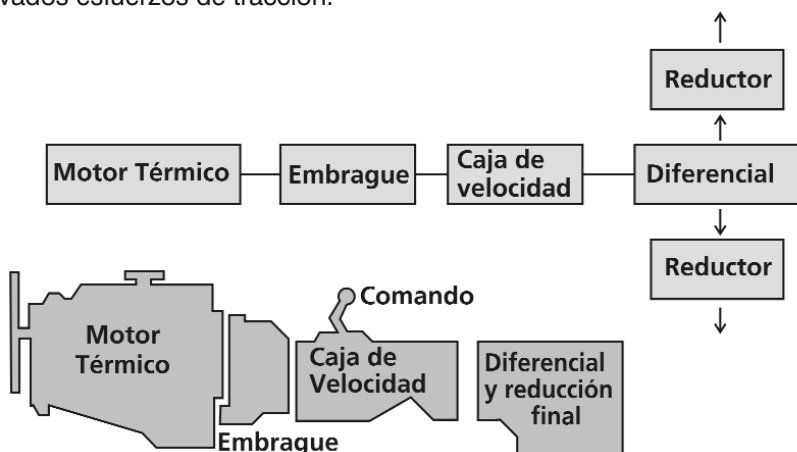 vados esfuerzos de tracción.
Reductor
Motor Térmico
Embrague
Caja de
velocidad
Diferencial
Reductor
Comando
Motor
Térmico
Caja de
Velocidad
Diferencial
y reducción
final
Embrague